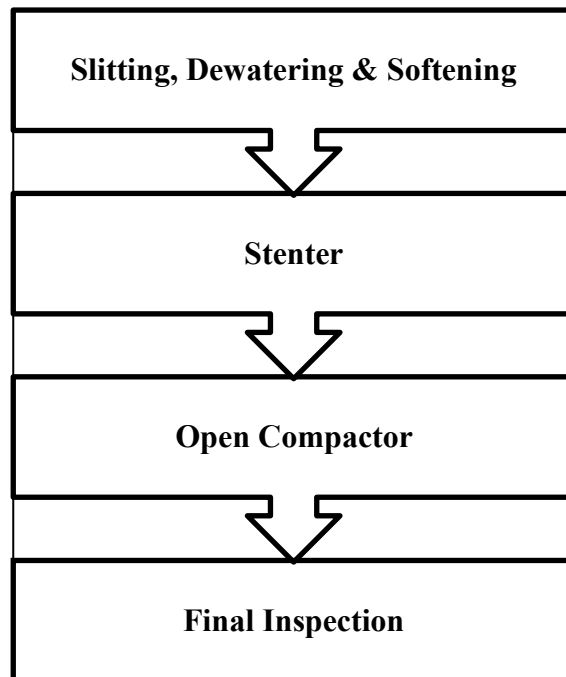 Slitting, Dewatering & Softening
Stenter
Open Compactor
Final Inspection